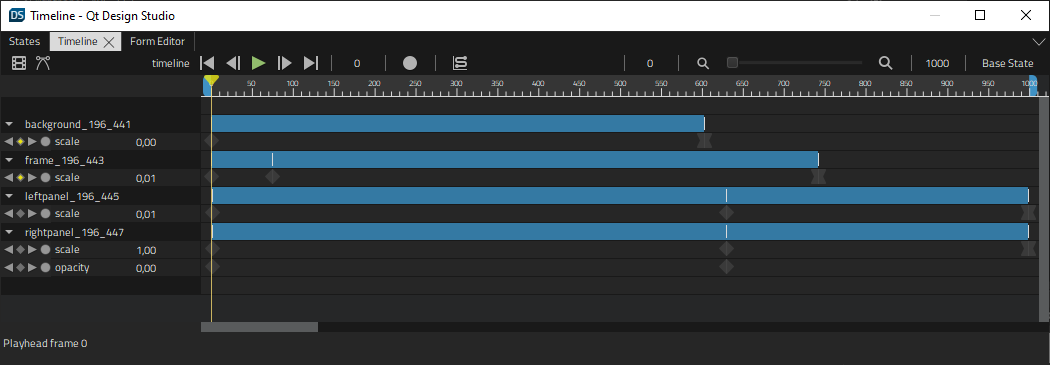 DS Timeline - Qt Design Studio
States Timeline Form Editor
timeline 0 0 1000 Base State
50 100 150 200 250 300 350 400 450 500 550 600 650 700 750 800 850 900 950 1000
background_196_441
scale 0,00
frame_196_443
scale 0,01
leftpanel_196_445
scale 0,01
rightpanel_196_447
scale 1,00
opacity 0,00
Playhead frame 0